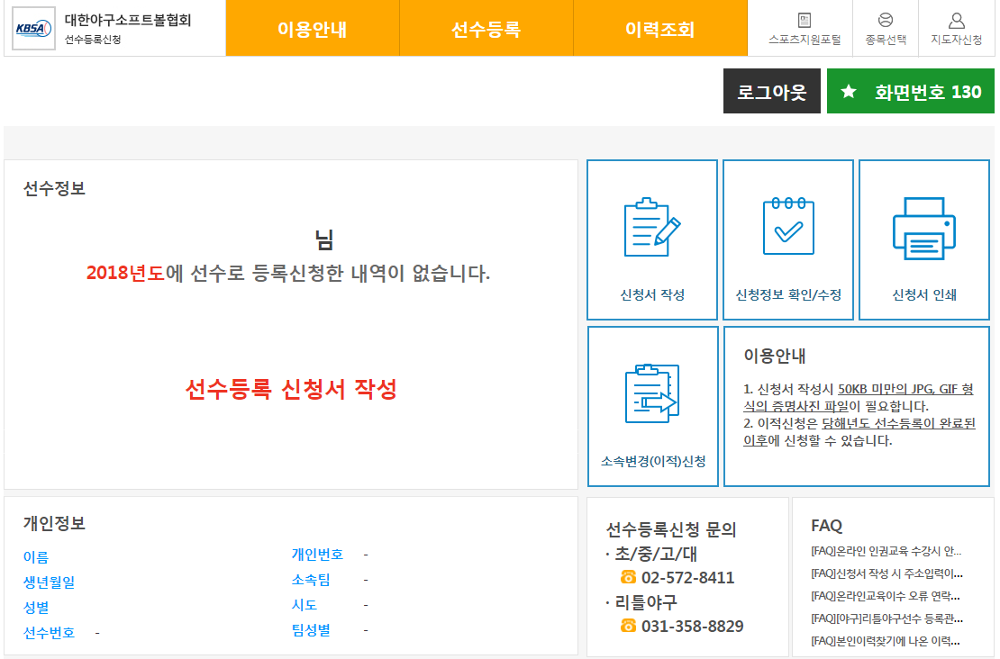 KBSA
대한야구소프트볼협회
선수등록신청
이용안내
선수등록
이력조회
스포츠지원포털
종목선택
지도자신청
로그아웃
★ 화면번호 130
선수정보
님
2018년도에 선수로 등록신청한 내역이 없습니다.
선수등록 신청서 작성
신청서 작성
신청정보 확인/수정
신청서 인쇄
소속변경(이적)신청
이용안내
1. 신청서 작성시 50KB 미만의 JPG, GIF 형
식의 증명사진 파일이 필요합니다.
2. 이적신청은 당해년도 선수등록이 완료된
이후에 신청할 수 있습니다.
개인정보
이름
생년월일
성별
선수번호 -
개인번호 -
소속팀 -
시도 -
팀성별 -
선수등록신청 문의
· 초/중/고/대
02-572-8411
· 리틀야구
031-358-8829
FAQ
[FAQ]온라인 인권교육 수강시 안...
[FAQ]신청서 작성 시 주소입력이...
[FAQ]온라인교육이수 오류 연락...
[FAQ][야구]리틀야구선수 등록관...
[FAQ]본인이력찾기에 나온 이력...